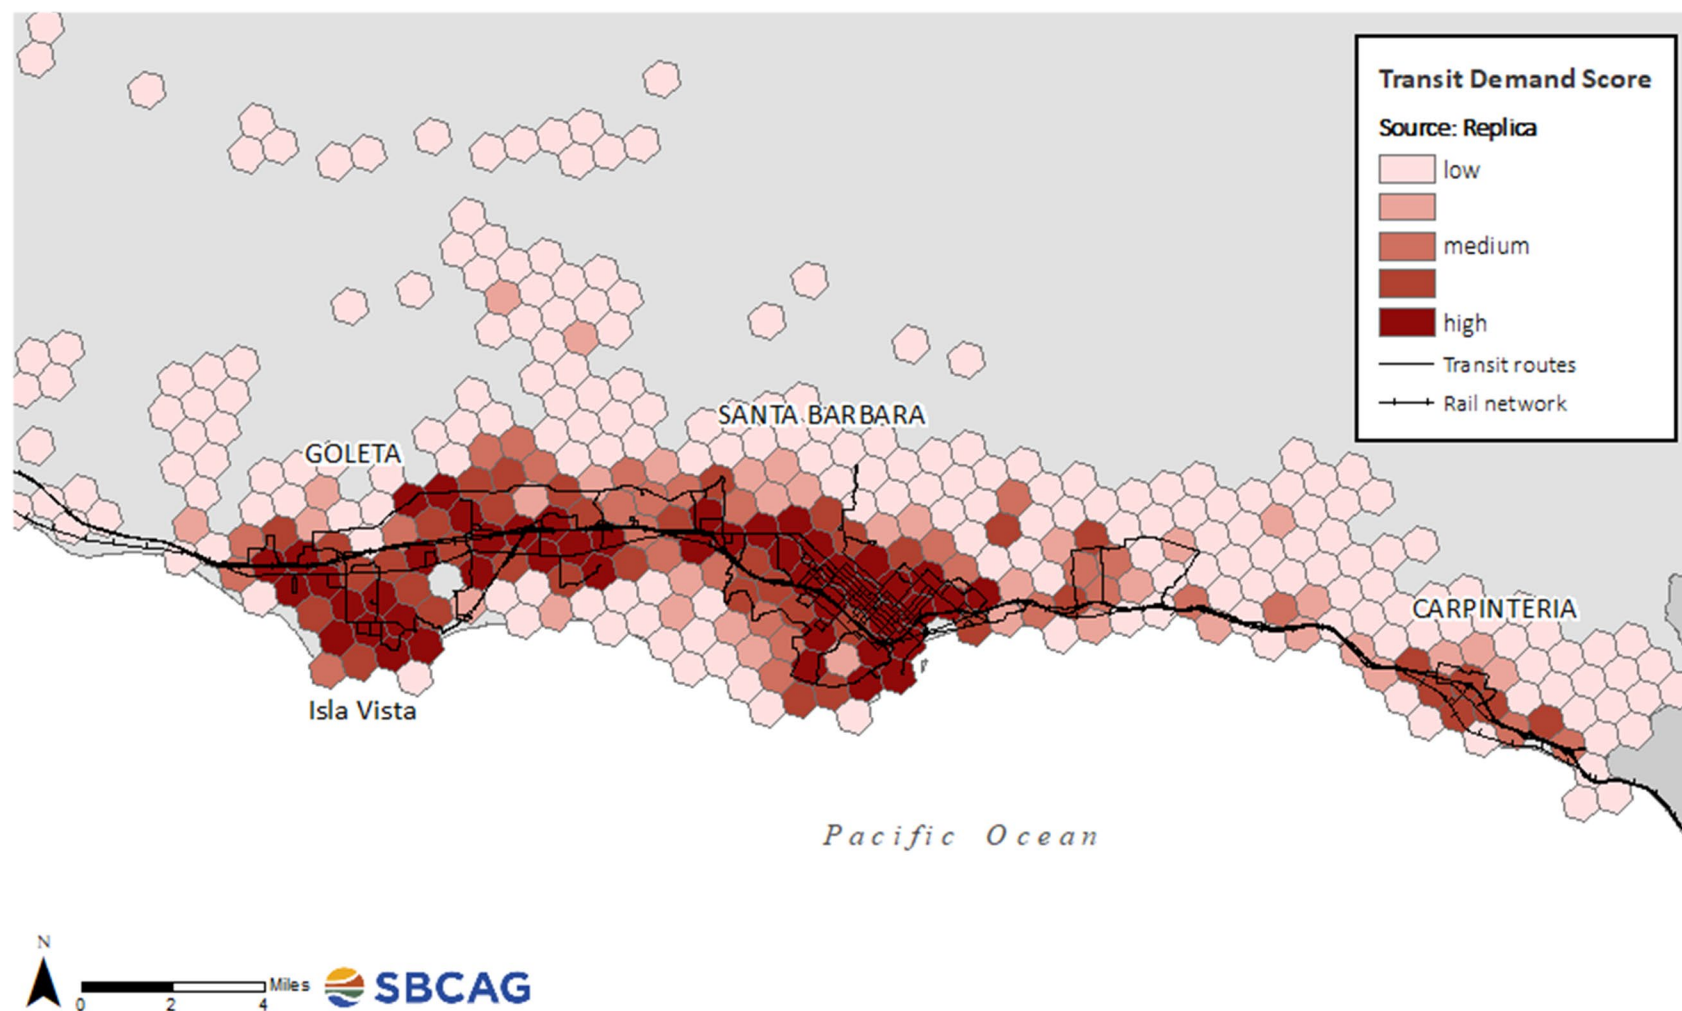 Transit Demand Score
Source: Replica
low
medium
high
Transit routes
Rail network
SANTA BARBARA
GOLETA
CARPINTERIA
Isla Vista
Pacific Ocean
N
Miles
0 2 4
SBCAG